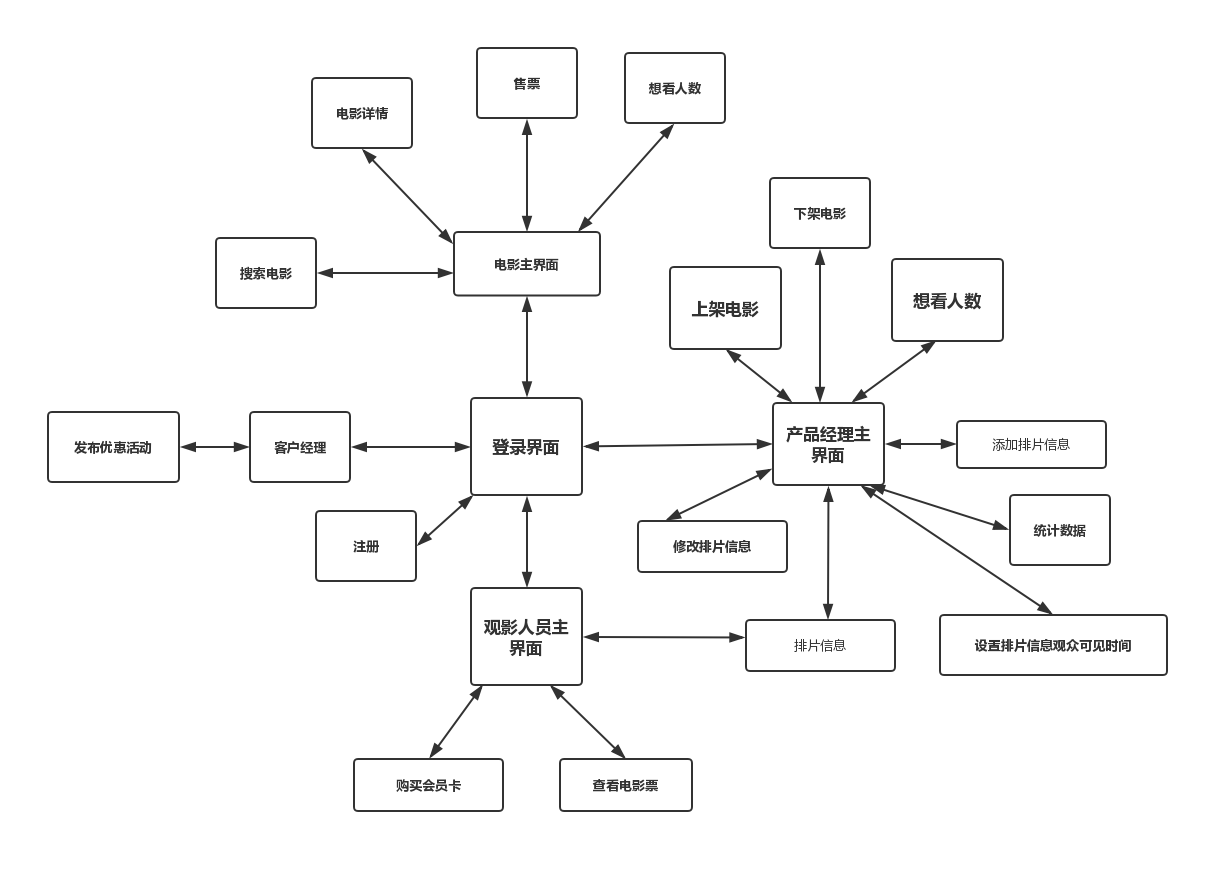 售票
想看人数
电影详情
下架电影
电影主界面
搜索电影
上架电影
想看人数
发布优惠活动
客户经理
登录界面
产品经理主
界面
添加排片信息
注册
修改排片信息
统计数据
观影人员主
界面
排片信息
设置排片信息观众可见时间
购买会员卡
查看电影票